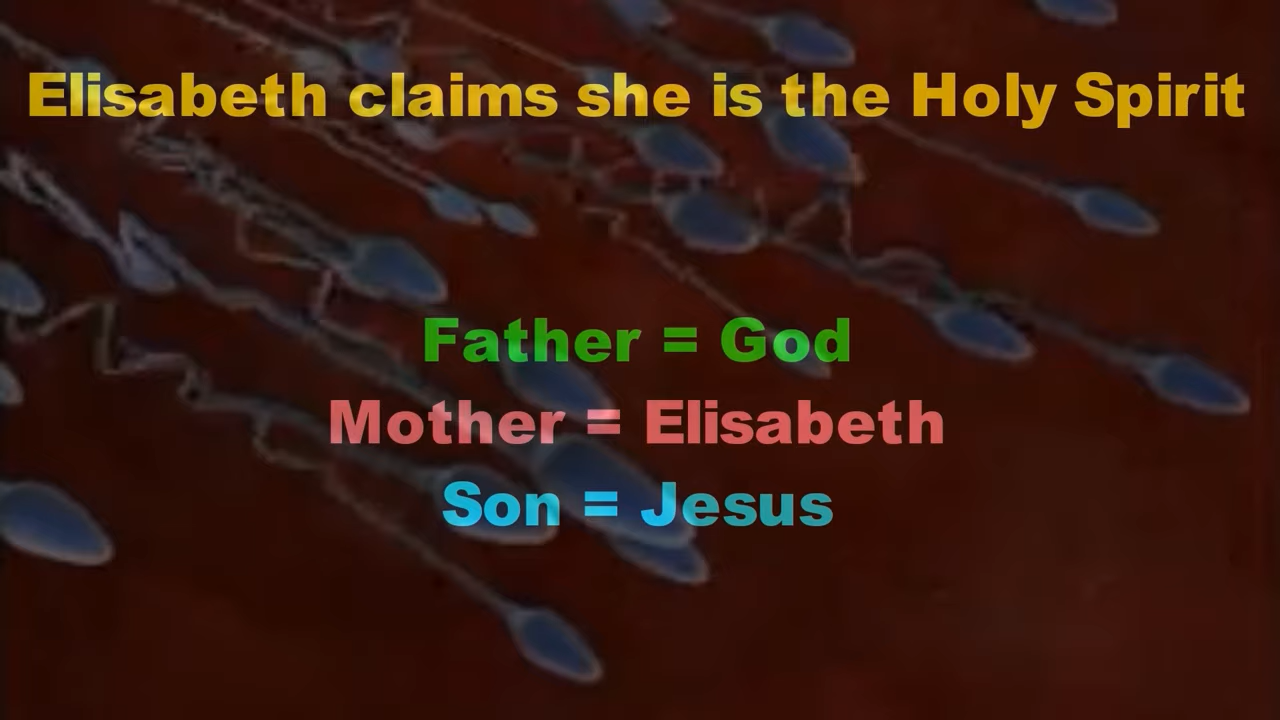 Elisabeth claims she is the Holy Spirit
Father = God
Mother = Elisabeth
Son = Jesus